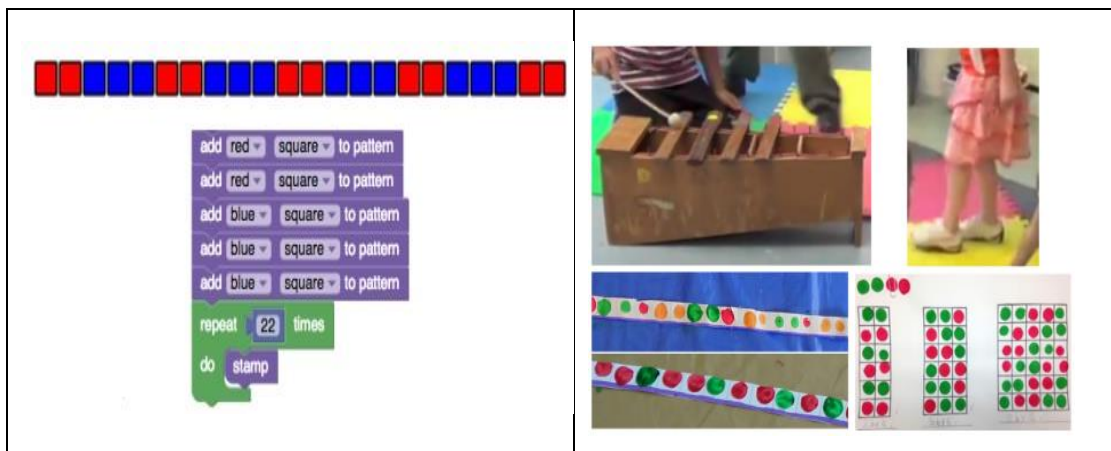 add red square to pattern
add red square to pattern
add blue square to pattern
add blue square to pattern
add blue square to pattern
repeat 22 times
do stamp